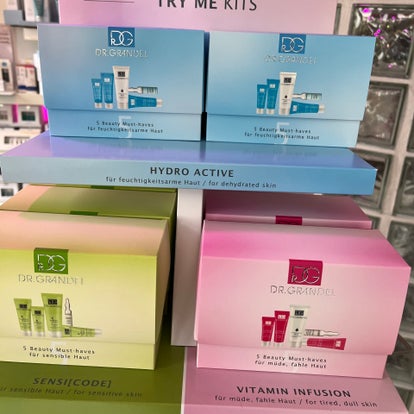 TRY ME KITS
DG
DR.GRANDEL
5 Beauty Must-haves
für feuchtigkeitsarme Haut
DG
DR.GRANDEL
5 Beauty Must-haves
für feuchtigkeitsarme Haut
HYDRO ACTIVE
für feuchtigkeitsarme Haut / for dehydrated skin
DG
DR.GRANDEL
5 Beauty Must-haves
für sensible Haut
DG
DR.GRANDEL
5 Beauty Must-haves
für müde, fahle Haut
SENSI[CODE]
für sensible Haut / for sensitive skin
VITAMIN INFUSION
für müde, fahle Haut / for tired, dull skin